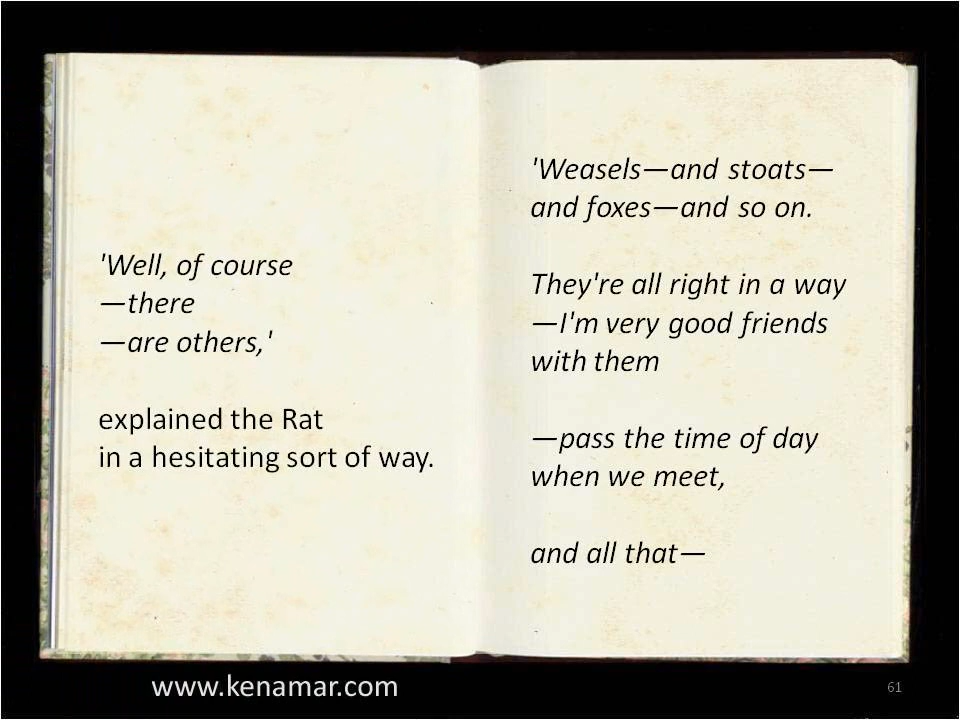 'Well, of course
—there
—are others,'
explained the Rat
in a hesitating sort of way.
'Weasels—and stoats—
and foxes—and so on.
They're all right in a way
—I'm very good friends
with them
—pass the time of day
when we meet,
and all that—
www.kenamar.com
61